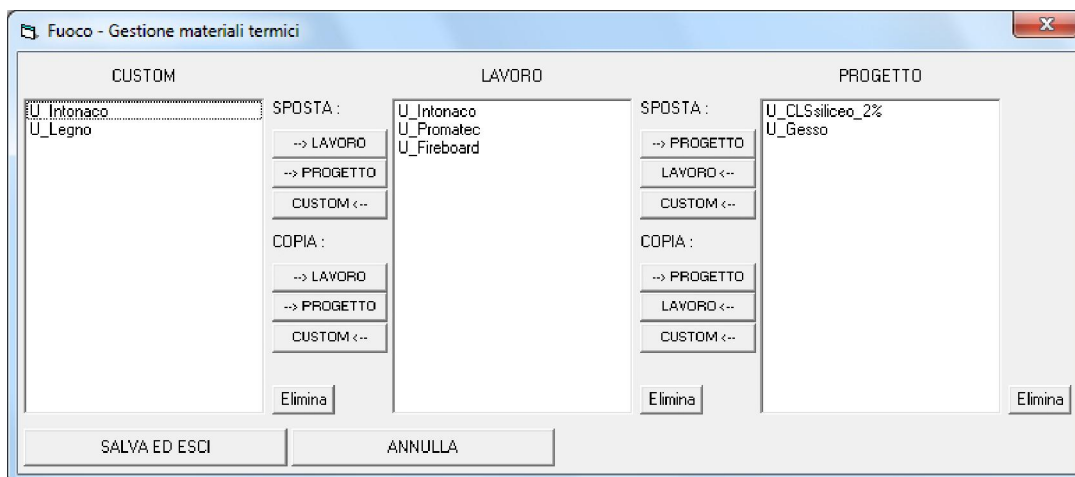 Fuoco - Gestione materiali termici
CUSTOM
LAVORO
PROGETTO
U_Intonaco
U_Legno
SPOSTA :
--> LAVORO
--> PROGETTO
CUSTOM <--
COPIA :
--> LAVORO
--> PROGETTO
CUSTOM <--
Elimina
U_Intonaco
U_Promatec
U_Fireboard
SPOSTA :
--> PROGETTO
LAVORO <--
CUSTOM <--
COPIA :
--> PROGETTO
LAVORO <--
CUSTOM <--
Elimina
U_CLSsiliceo_2%
U_Gesso
Elimina
SALVA ED ESCI
ANNULLA